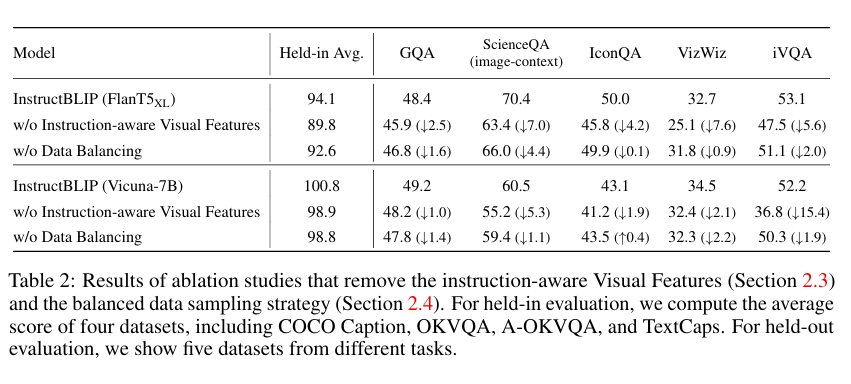 Model Held-in Avg. GQA ScienceQA (image-context) IconQA VizWiz iVQA
InstructBLIP (FlanT5XL) 94.1 48.4 70.4 50.0 32.7 53.1
w/o Instruction-aware Visual Features 89.8 45.9 (↓2.5) 63.4 (↓7.0) 45.8 (↓4.2) 25.1 (↓7.6) 47.5 (↓5.6)
w/o Data Balancing 92.6 46.8 (↓1.6) 66.0 (↓4.4) 49.9 (↓0.1) 31.8 (↓0.9) 51.1 (↓2.0)
InstructBLIP (Vicuna-7B) 100.8 49.2 60.5 43.1 34.5 52.2
w/o Instruction-aware Visual Features 98.9 48.2 (↓1.0) 55.2 (↓5.3) 41.2 (↓1.9) 32.4 (↓2.1) 36.8 (↓15.4)
w/o Data Balancing 98.8 47.8 (↓1.4) 59.4 (↓1.1) 43.5 (↑0.4) 32.3 (↓2.2) 50.3 (↓1.9)
Table 2: Results of ablation studies that remove the instruction-aware Visual Features (Section 2.3)
and the balanced data sampling strategy (Section 2.4). For held-in evaluation, we compute the average
score of four datasets, including COCO Caption, OKVQA, A-OKVQA, and TextCaps. For held-out
evaluation, we show five datasets from different tasks.